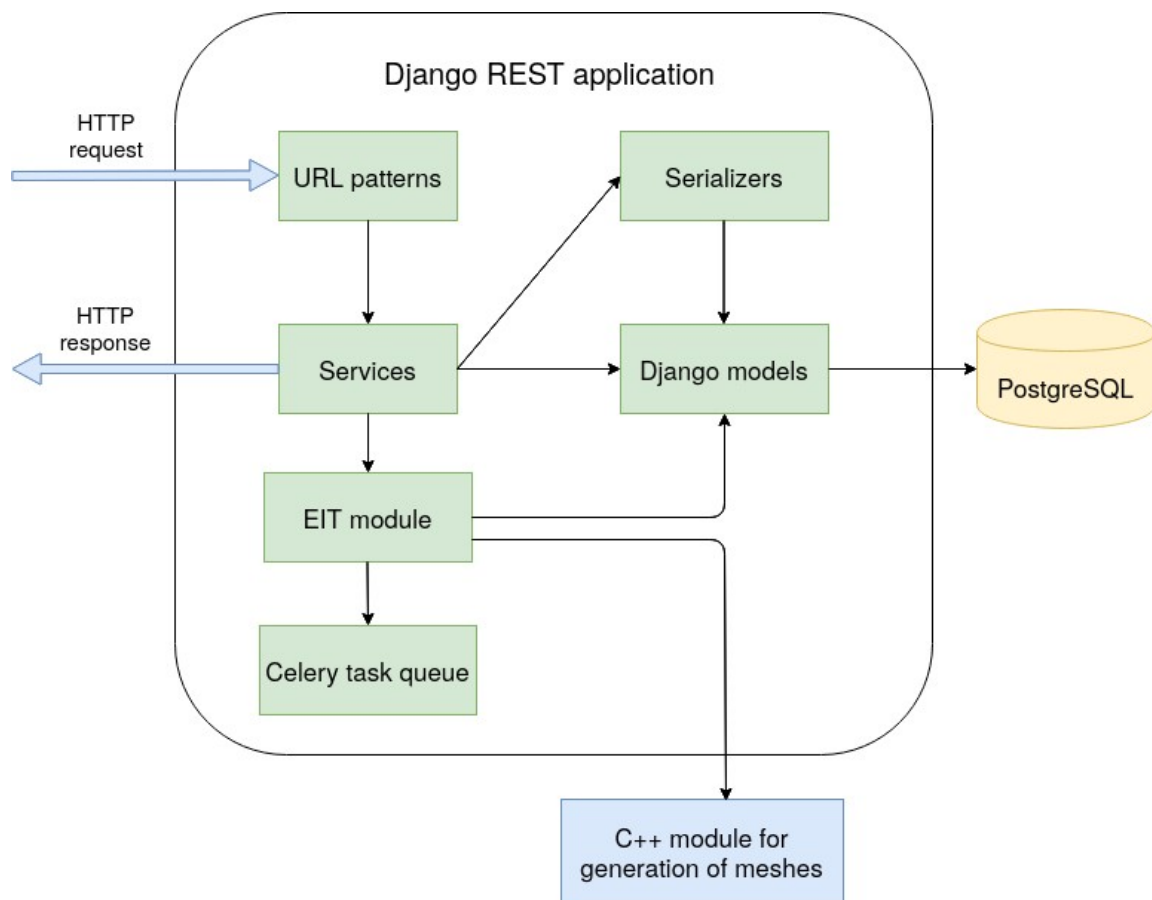 Django REST application
HTTP
request
URL patterns
Serializers
HTTP
response
Services
Django models
PostgreSQL
EIT module
Celery task queue
C++ module for
generation of meshes